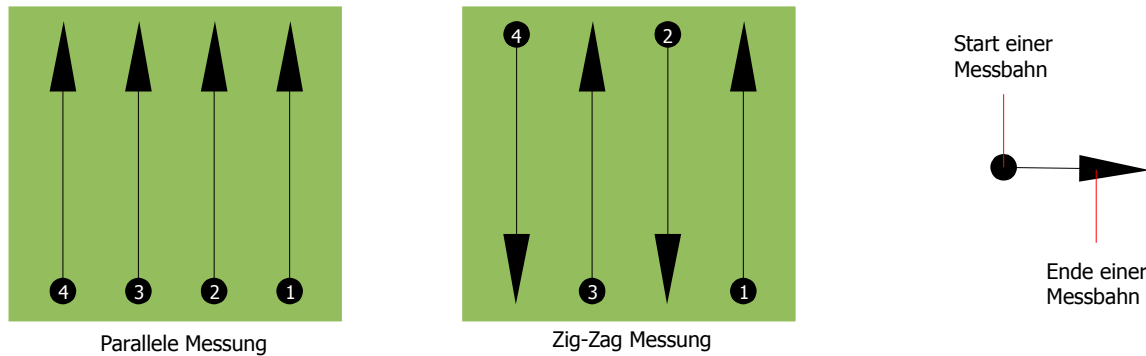 4 3 2 1
Parallele Messung
4 2
3 1
Zig-Zag Messung
Start einer
Messbahn
Ende einer
Messbahn